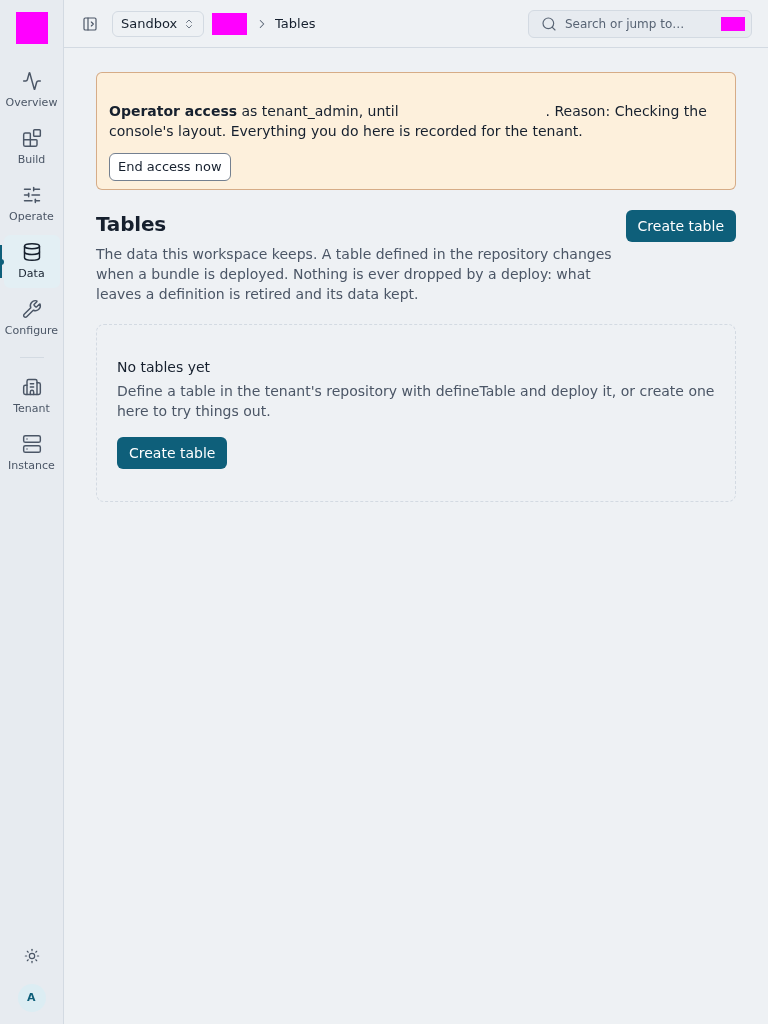 Sandbox
Tables
Search or jump to…
Overview
Build
Operate
Data
Configure
Tenant
Instance
A
Operator access as tenant_admin, until . Reason: Checking the
console's layout. Everything you do here is recorded for the tenant.
End access now
Tables
Create table
The data this workspace keeps. A table defined in the repository changes
when a bundle is deployed. Nothing is ever dropped by a deploy: what
leaves a definition is retired and its data kept.
No tables yet
Define a table in the tenant's repository with defineTable and deploy it, or create one
here to try things out.
Create table